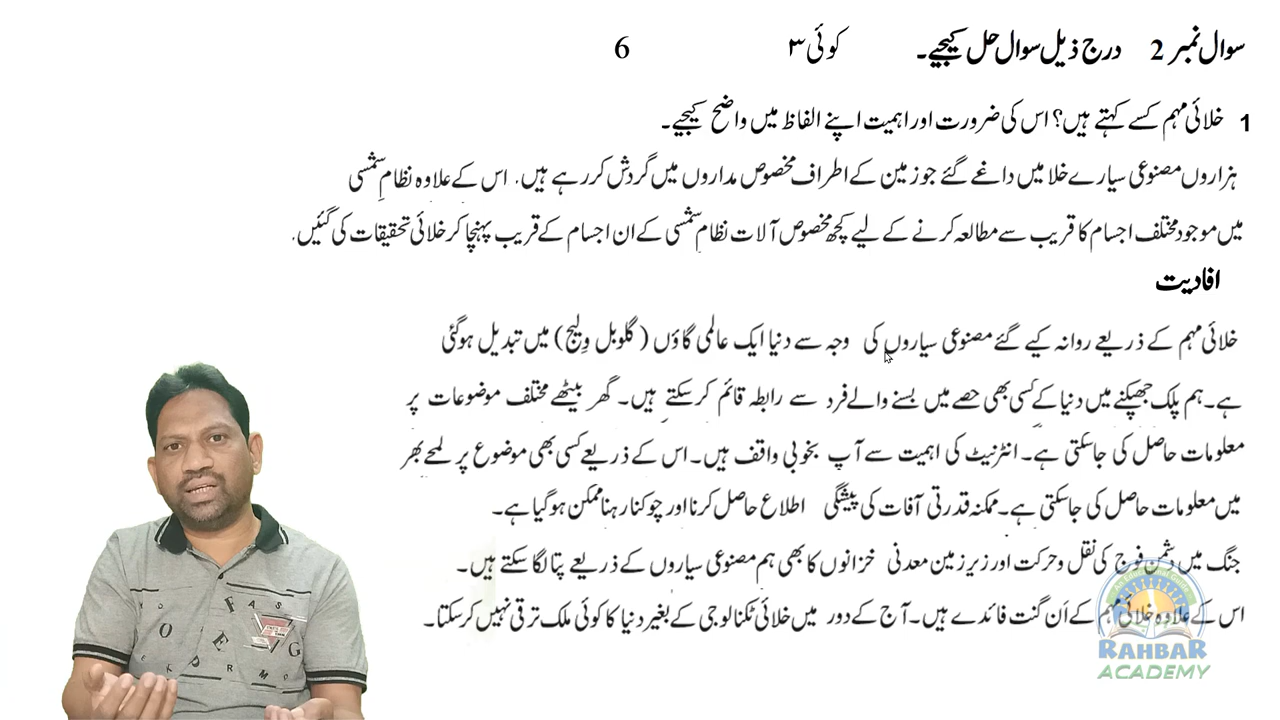 سوال نمبر 2 درج ذیل سوال حل کیجیے۔ کوئی ۳ 6
1 خلائی مہم کسے کہتے ہیں؟ اس کی ضرورت اور اہمیت اپنے الفاظ میں واضح کیجیے۔
ہزاروں مصنوعی سیارے خلا میں داغے گئے جو زمین کے اطراف مخصوص مداروں میں گردش کر رہے ہیں۔ اس کے علاوہ نظامِ شمسی
میں موجود مختلف اجسام کا قریب سے مطالعہ کرنے کے لیے کچھ مخصوص آلات نظامِ شمسی کے ان اجسام کے قریب پہنچا کر خلائی تحقیقات کی گئیں۔
افادیت
خلائی مہم کے ذریعے روانہ کیے گئے مصنوعی سیاروں کی وجہ سے دنیا ایک عالمی گاؤں (گلوبل وِلیج) میں تبدیل ہوگئی
ہے۔ ہم پلک جھپکنے میں دنیا کے کسی بھی حصے میں بسنے والے فرد سے رابطہ قائم کر سکتے ہیں۔ گھر بیٹھے مختلف موضوعات پر
معلومات حاصل کی جاسکتی ہے۔ انٹرنیٹ کی اہمیت سے آپ بخوبی واقف ہیں۔ اس کے ذریعے کسی بھی موضوع پر لمحے بھر
میں معلومات حاصل کی جاسکتی ہے۔ ممکنہ قدرتی آفات کی پیشگی اطلاع حاصل کرنا اور چوکنا رہنا ممکن ہوگیا ہے۔
جنگ میں دشمن فوج کی نقل و حرکت اور زیرِ زمین معدنی خزانوں کا بھی ہم مصنوعی سیاروں کے ذریعے پتا لگا سکتے ہیں۔
اس کے علاوہ خلائی مہم کے اَن گنت فائدے ہیں۔ آج کے دور میں خلائی ٹکنالوجی کے بغیر دنیا کا کوئی ملک ترقی نہیں کر سکتا۔
RAHBAR
ACADEMY